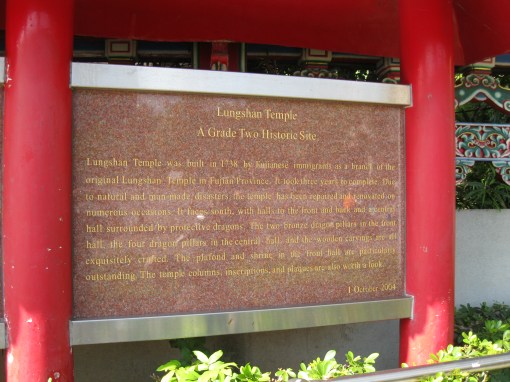 Lungshan Temple
A Grade Two Historic Site
Lungshan Temple was built in 1738 by Fujianese immigrants as a branch of the
original Lungshan Temple in Fujian Province. It took three years to complete. Due
to natural and man-made disasters, the temple has been repaired and remodeled on
numerous occasions. It faces south, with halls to the front and back and a central
hall surrounded by protective dragons. The two bronze dragon pillars in the front
hall, the four dragon pillars in the central hall, and the wooden carvings are all
exquisitely crafted. The plafond and shrine in the front hall are particularly
outstanding. The temple columns, inscriptions, and plaques are also worth a look.
1 October 2004